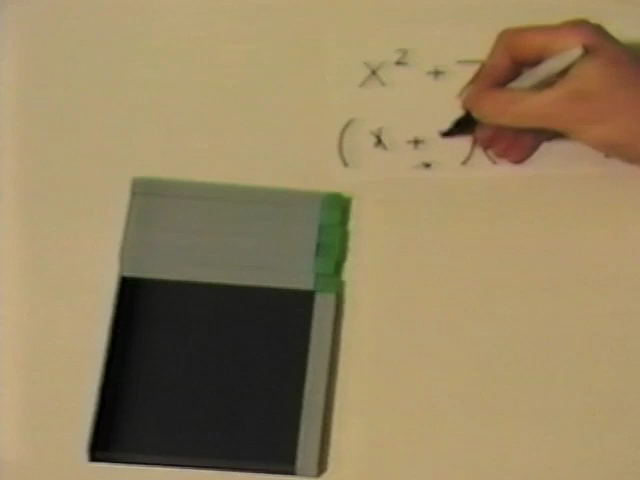 x² +
(x + ) (